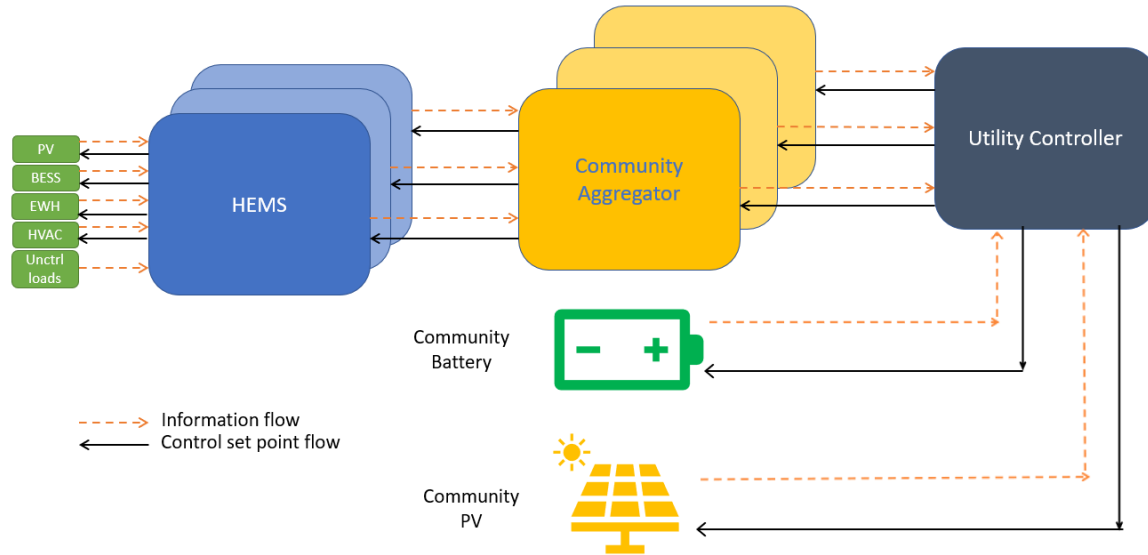 PV
BESS
EWH
HVAC
Unctrl
loads
HEMS
Community
Aggregator
Utility Controller
Community
Battery
Information flow
Control set point flow
Community
PV